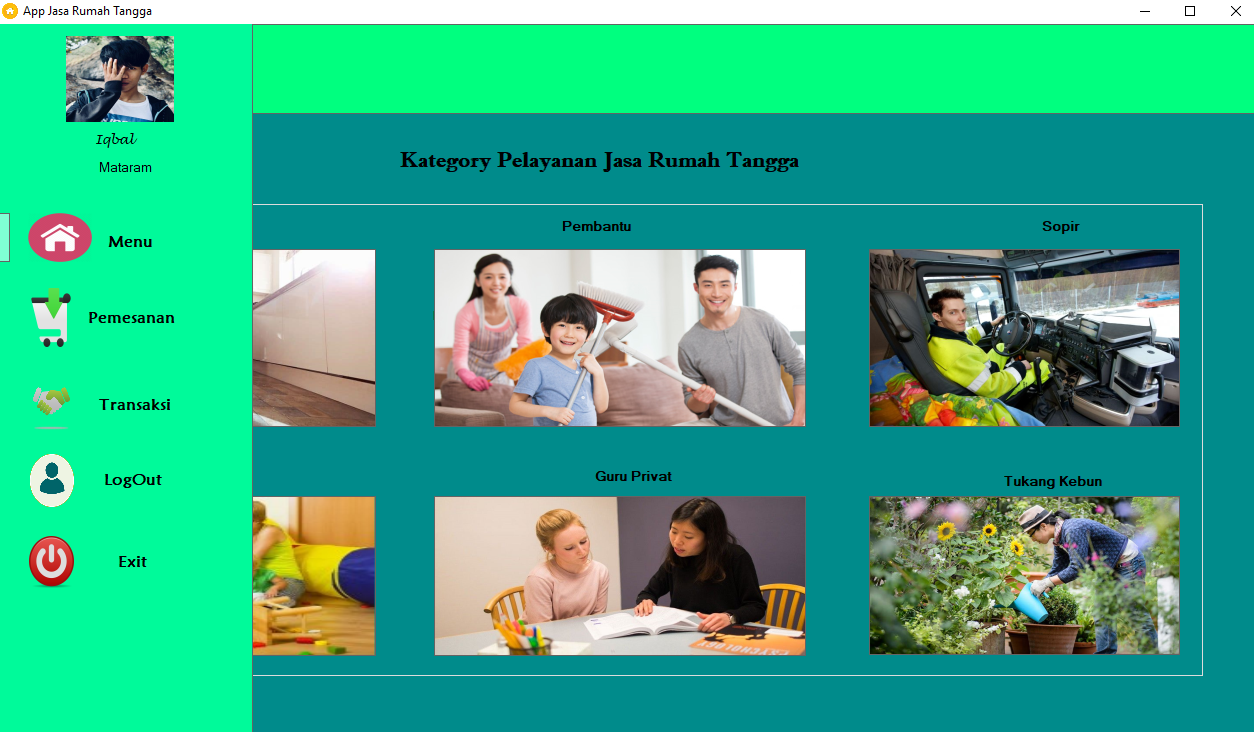 App Jasa Rumah Tangga
Iqbal
Mataram
Menu
Pemesanan
Transaksi
LogOut
Exit
Kategory Pelayanan Jasa Rumah Tangga
Pembantu
Sopir
Guru Privat
Tukang Kebun